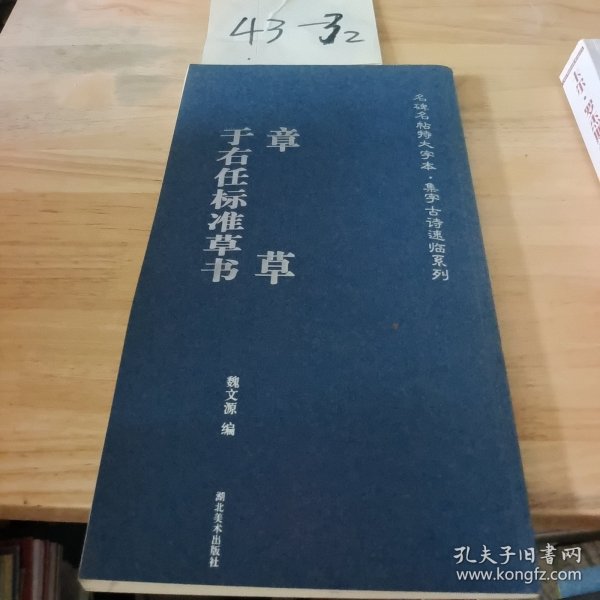 43-32
名碑名帖特大字本·集字古诗速临系列
章草
于右任标准草书
魏文源 编
湖北美术出版社
孔夫子旧书网
www.kongfz.com